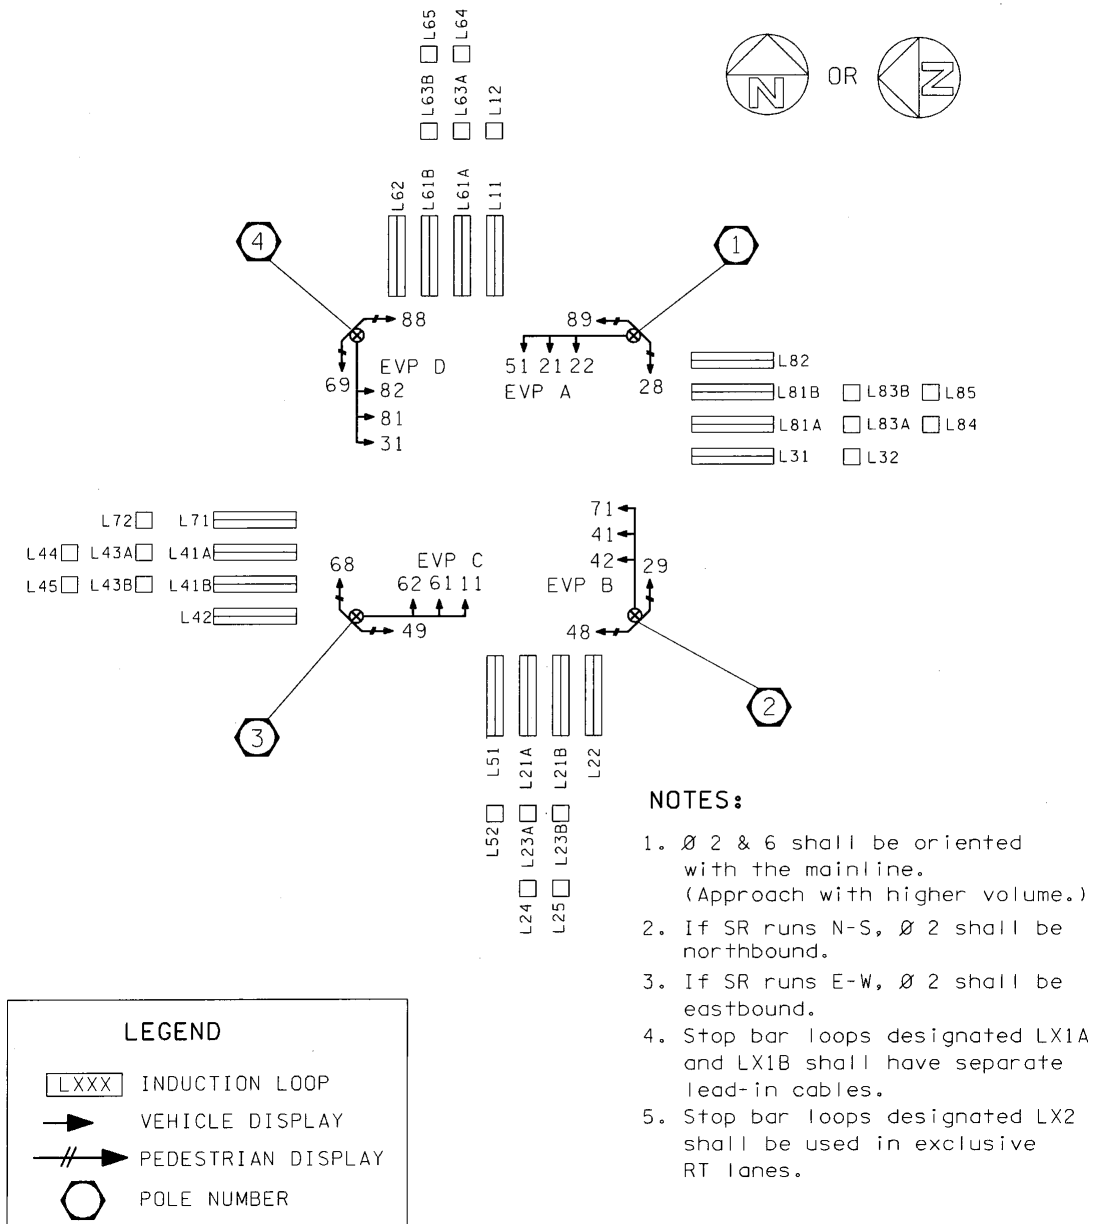 L65
L64
N
OR
N
L63B
L63A
L12
L62
L61B
L61A
L11
4
1
88
89
EVP D
51 21 22
EVP A
69
28
82
81
31
L82
L81B
L83B
L85
L81A
L83A
L84
L31
L32
L72
L71
71
L44
L43A
L41A
41
L45
L43B
L41B
68
EVP C
42
29
62 61 11
EVP B
L42
49
48
3
2
L51
L21A
L21B
L22
L52
L23A
L23B
L24
L25
NOTES:
1. Ø 2 & 6 shall be oriented
with the mainline.
(Approach with higher volume.)
2. If SR runs N-S, Ø 2 shall be
northbound.
3. If SR runs E-W, Ø 2 shall be
eastbound.
4. Stop bar loops designated LX1A
and LX1B shall have separate
lead-in cables.
5. Stop bar loops designated LX2
shall be used in exclusive
RT lanes.
LEGEND
LXXX INDUCTION LOOP
VEHICLE DISPLAY
PEDESTRIAN DISPLAY
POLE NUMBER